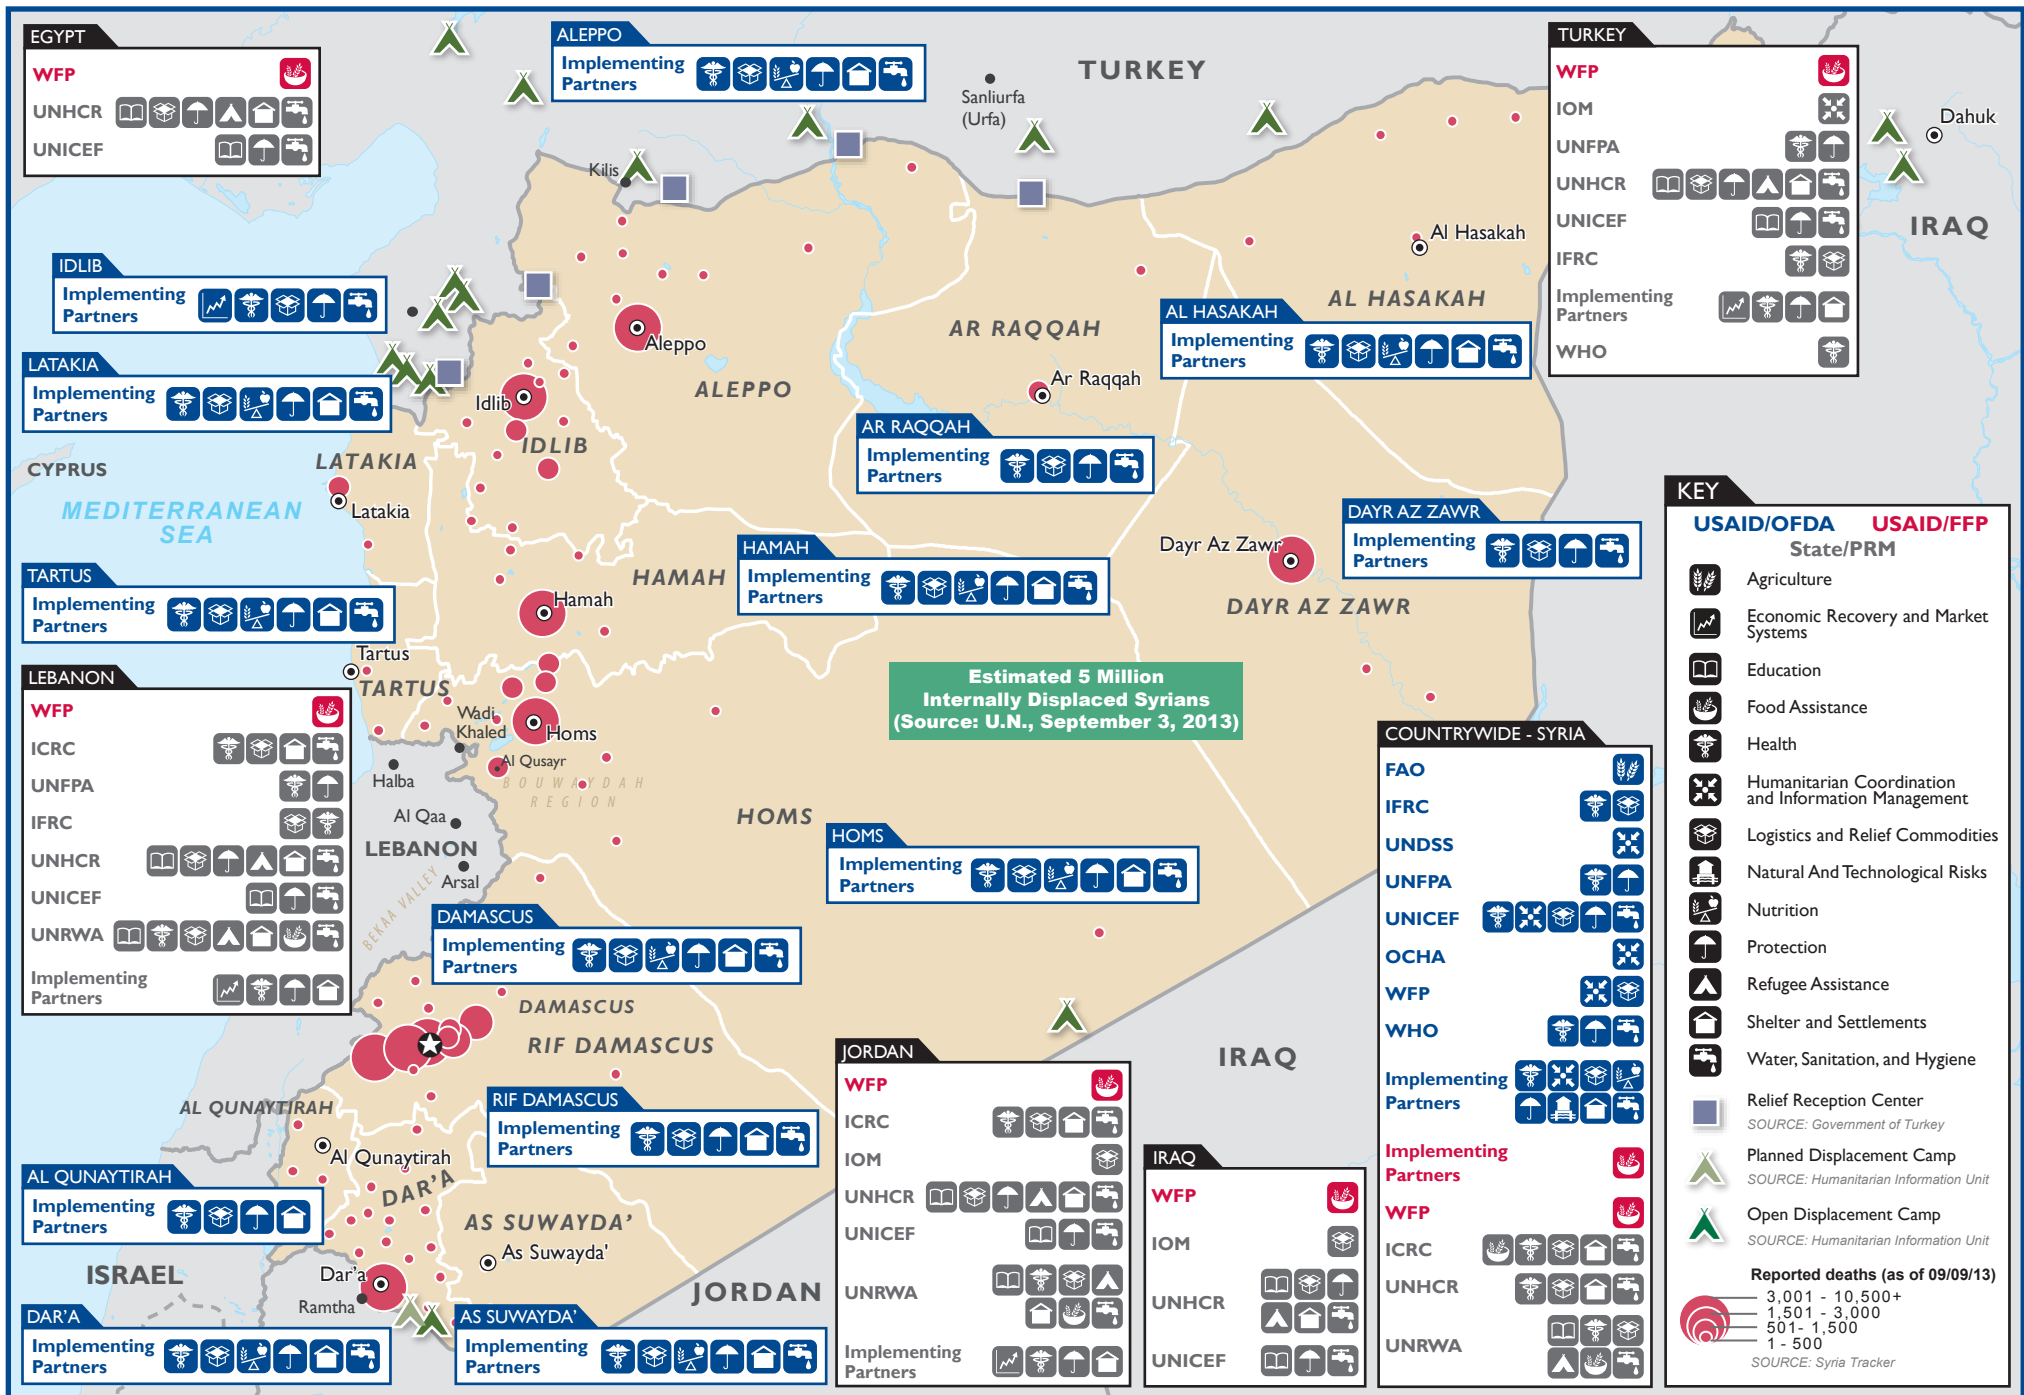 EGYPT
WFP
UNHCR
UNICEF
ALEPPO
Implementing
Partners
TURKEY
Sanliurfa
(Urfa)
Kilis
TURKEY
WFP
IOM
UNFPA
UNHCR
UNICEF
IFRC
Implementing
Partners
WHO
Dahuk
IRAQ
IDLIB
Implementing
Partners
LATAKIA
Implementing
Partners
Al Hasakah
AL HASAKAH
AL HASAKAH
Implementing
Partners
AR RAQQAH
Ar Raqqah
AR RAQQAH
Implementing
Partners
Aleppo
ALEPPO
Idlib
IDLIB
LATAKIA
Latakia
CYPRUS
MEDITERRANEAN
SEA
TARTUS
Implementing
Partners
HAMAH
HAMAH
Implementing
Partners
Hamah
Dayr Az Zawr
DAYR AZ ZAWR
Implementing
Partners
DAYR AZ ZAWR
Tartus
TARTUS
Estimated 5 Million
Internally Displaced Syrians
(Source: U.N., September 3, 2013)
LEBANON
WFP
ICRC
UNFPA
IFRC
UNHCR
UNICEF
UNRWA
Implementing
Partners
Wadi
Khaled
Homs
Al Qusayr
BOUWAYDAH
REGION
Halba
Al Qaa
LEBANON
Arsal
BEKAA VALLEY
HOMS
HOMS
Implementing
Partners
DAMASCUS
Implementing
Partners
DAMASCUS
RIF DAMASCUS
RIF DAMASCUS
Implementing
Partners
AL QUNAYTIRAH
Al Qunaytirah
AL QUNAYTIRAH
Implementing
Partners
DAR'A
AS SUWAYDA'
As Suwayda'
ISRAEL
Dar'a
Ramtha
JORDAN
DAR'A
Implementing
Partners
AS SUWAYDA'
Implementing
Partners
JORDAN
WFP
ICRC
IOM
UNHCR
UNICEF
UNRWA
Implementing
Partners
IRAQ
IRAQ
WFP
IOM
UNHCR
UNICEF
COUNTRYWIDE - SYRIA
FAO
IFRC
UNDSS
UNFPA
UNICEF
OCHA
WFP
WHO
Implementing
Partners
Implementing
Partners
WFP
ICRC
UNHCR
UNRWA
KEY
USAID/OFDA USAID/FFP
State/PRM
Agriculture
Economic Recovery and Market
Systems
Education
Food Assistance
Health
Humanitarian Coordination
and Information Management
Logistics and Relief Commodities
Natural And Technological Risks
Nutrition
Protection
Refugee Assistance
Shelter and Settlements
Water, Sanitation, and Hygiene
Relief Reception Center
SOURCE: Government of Turkey
Planned Displacement Camp
SOURCE: Humanitarian Information Unit
Open Displacement Camp
SOURCE: Humanitarian Information Unit
Reported deaths (as of 09/09/13)
3,001 - 10,500+
1,501 - 3,000
501- 1,500
1 - 500
SOURCE: Syria Tracker